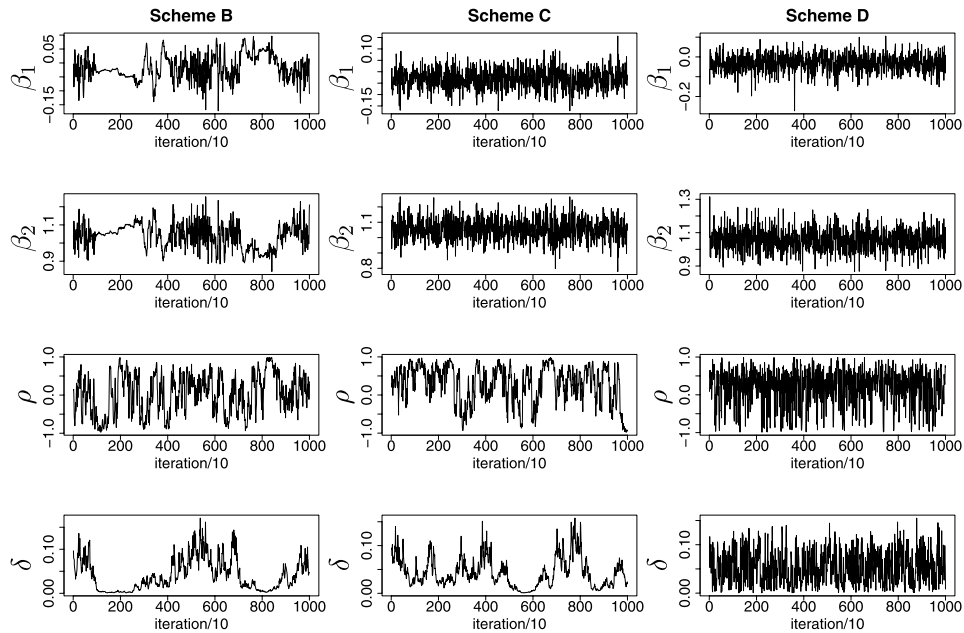 Scheme B Scheme C Scheme D
β1 −0.15 0.05 0 200 400 600 800 1000 iteration/10
β1 −0.15 0.10 0 200 400 600 800 1000 iteration/10
β1 −0.2 0.0 0 200 400 600 800 1000 iteration/10
β2 0.9 1.1 0 200 400 600 800 1000 iteration/10
β2 0.8 1.1 0 200 400 600 800 1000 iteration/10
β2 0.9 1.1 1.3 0 200 400 600 800 1000 iteration/10
ρ −1.0 0.0 1.0 0 200 400 600 800 1000 iteration/10
ρ −1.0 0.0 1.0 0 200 400 600 800 1000 iteration/10
ρ −1.0 0.0 1.0 0 200 400 600 800 1000 iteration/10
δ 0.00 0.10 0 200 400 600 800 1000 iteration/10
δ 0.00 0.10 0 200 400 600 800 1000 iteration/10
δ 0.00 0.10 0 200 400 600 800 1000 iteration/10